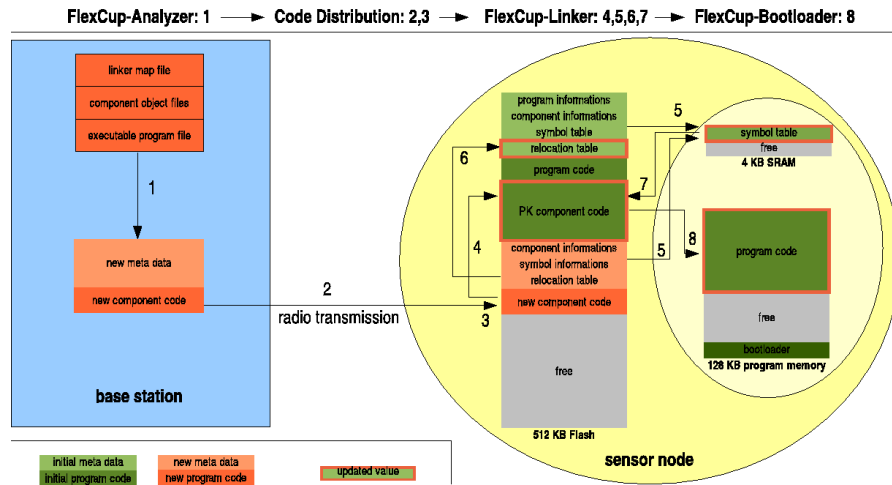 FlexCup-Analyzer: 1 Code Distribution: 2,3 FlexCup-Linker: 4,5,6,7 FlexCup-Bootloader: 8
linker map file
component object files
executable program file
1
new meta data
new component code
base station
2
radio transmission
3
program informations
component informations
symbol table
relocation table
program code
PK component code
component informations
symbol informations
relocation table
new component code
free
512 KB Flash
4
6
5
7
5
8
symbol table
free
4 KB SRAM
program code
free
bootloader
128 KB program memory
sensor node
initial meta data
initial program code
new meta data
new program code
updated value